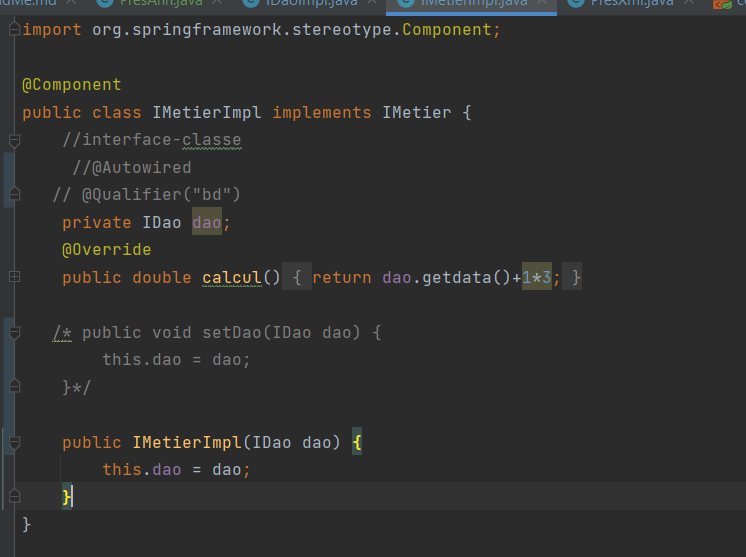 dMe.md PresAnn.java IDaoImpl.java IMetierImpl.java PresXml.java
import org.springframework.stereotype.Component;
@Component
public class IMetierImpl implements IMetier {
//interface-classe
//@Autowired
// @Qualifier("bd")
private IDao dao;
@Override
public double calcul() { return dao.getdata()+1*3; }
/* public void setDao(IDao dao) {
this.dao = dao;
}*/
public IMetierImpl(IDao dao) {
this.dao = dao;
}
}